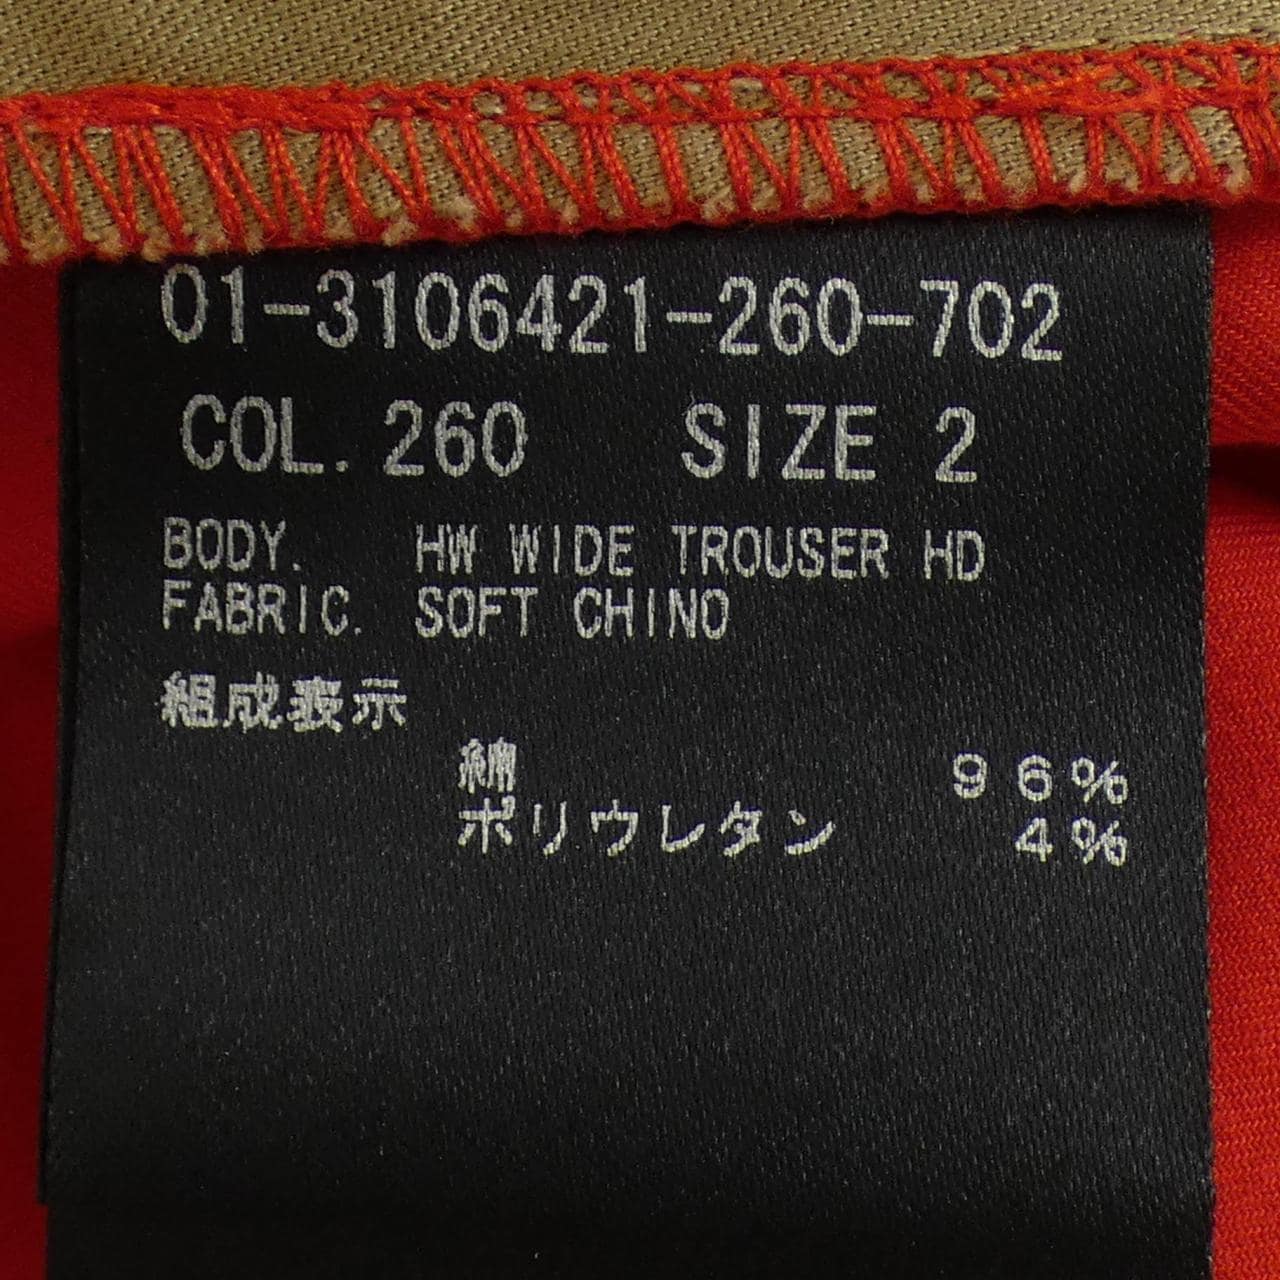 01-3106421-260-702
COL. 260 SIZE 2
BODY. HW WIDE TROUSER HD
FABRIC. SOFT CHINO
組成表示
綿 96%
ポリウレタン 4%